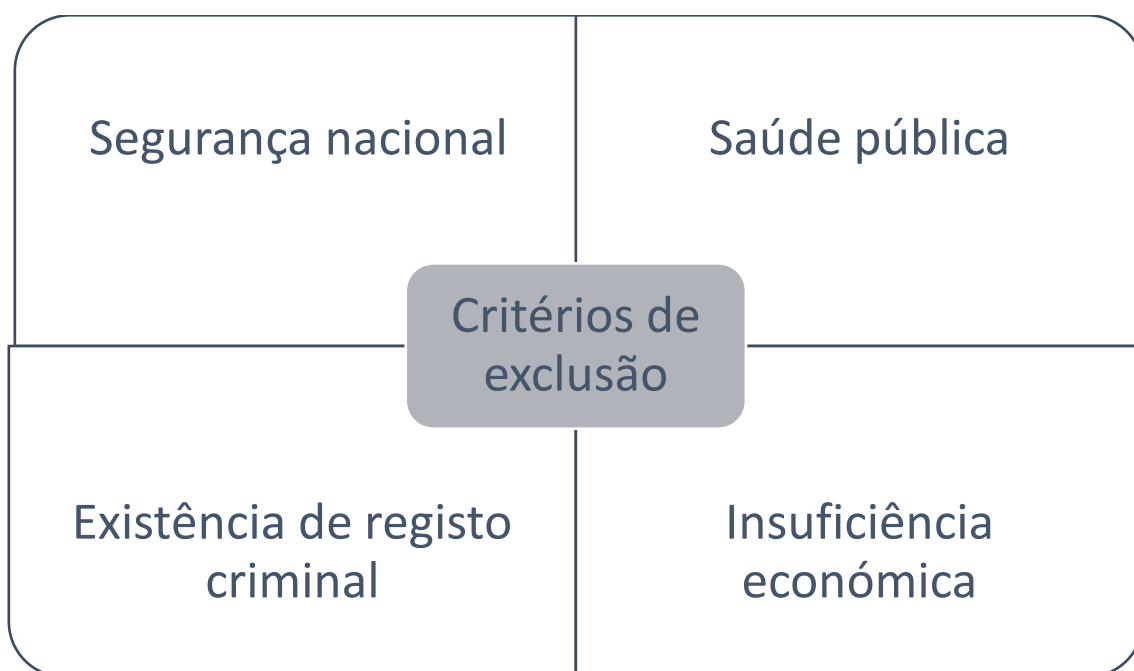 Segurança nacional
Saúde pública
Critérios de
exclusão
Existência de registo
criminal
Insuficiência
económica